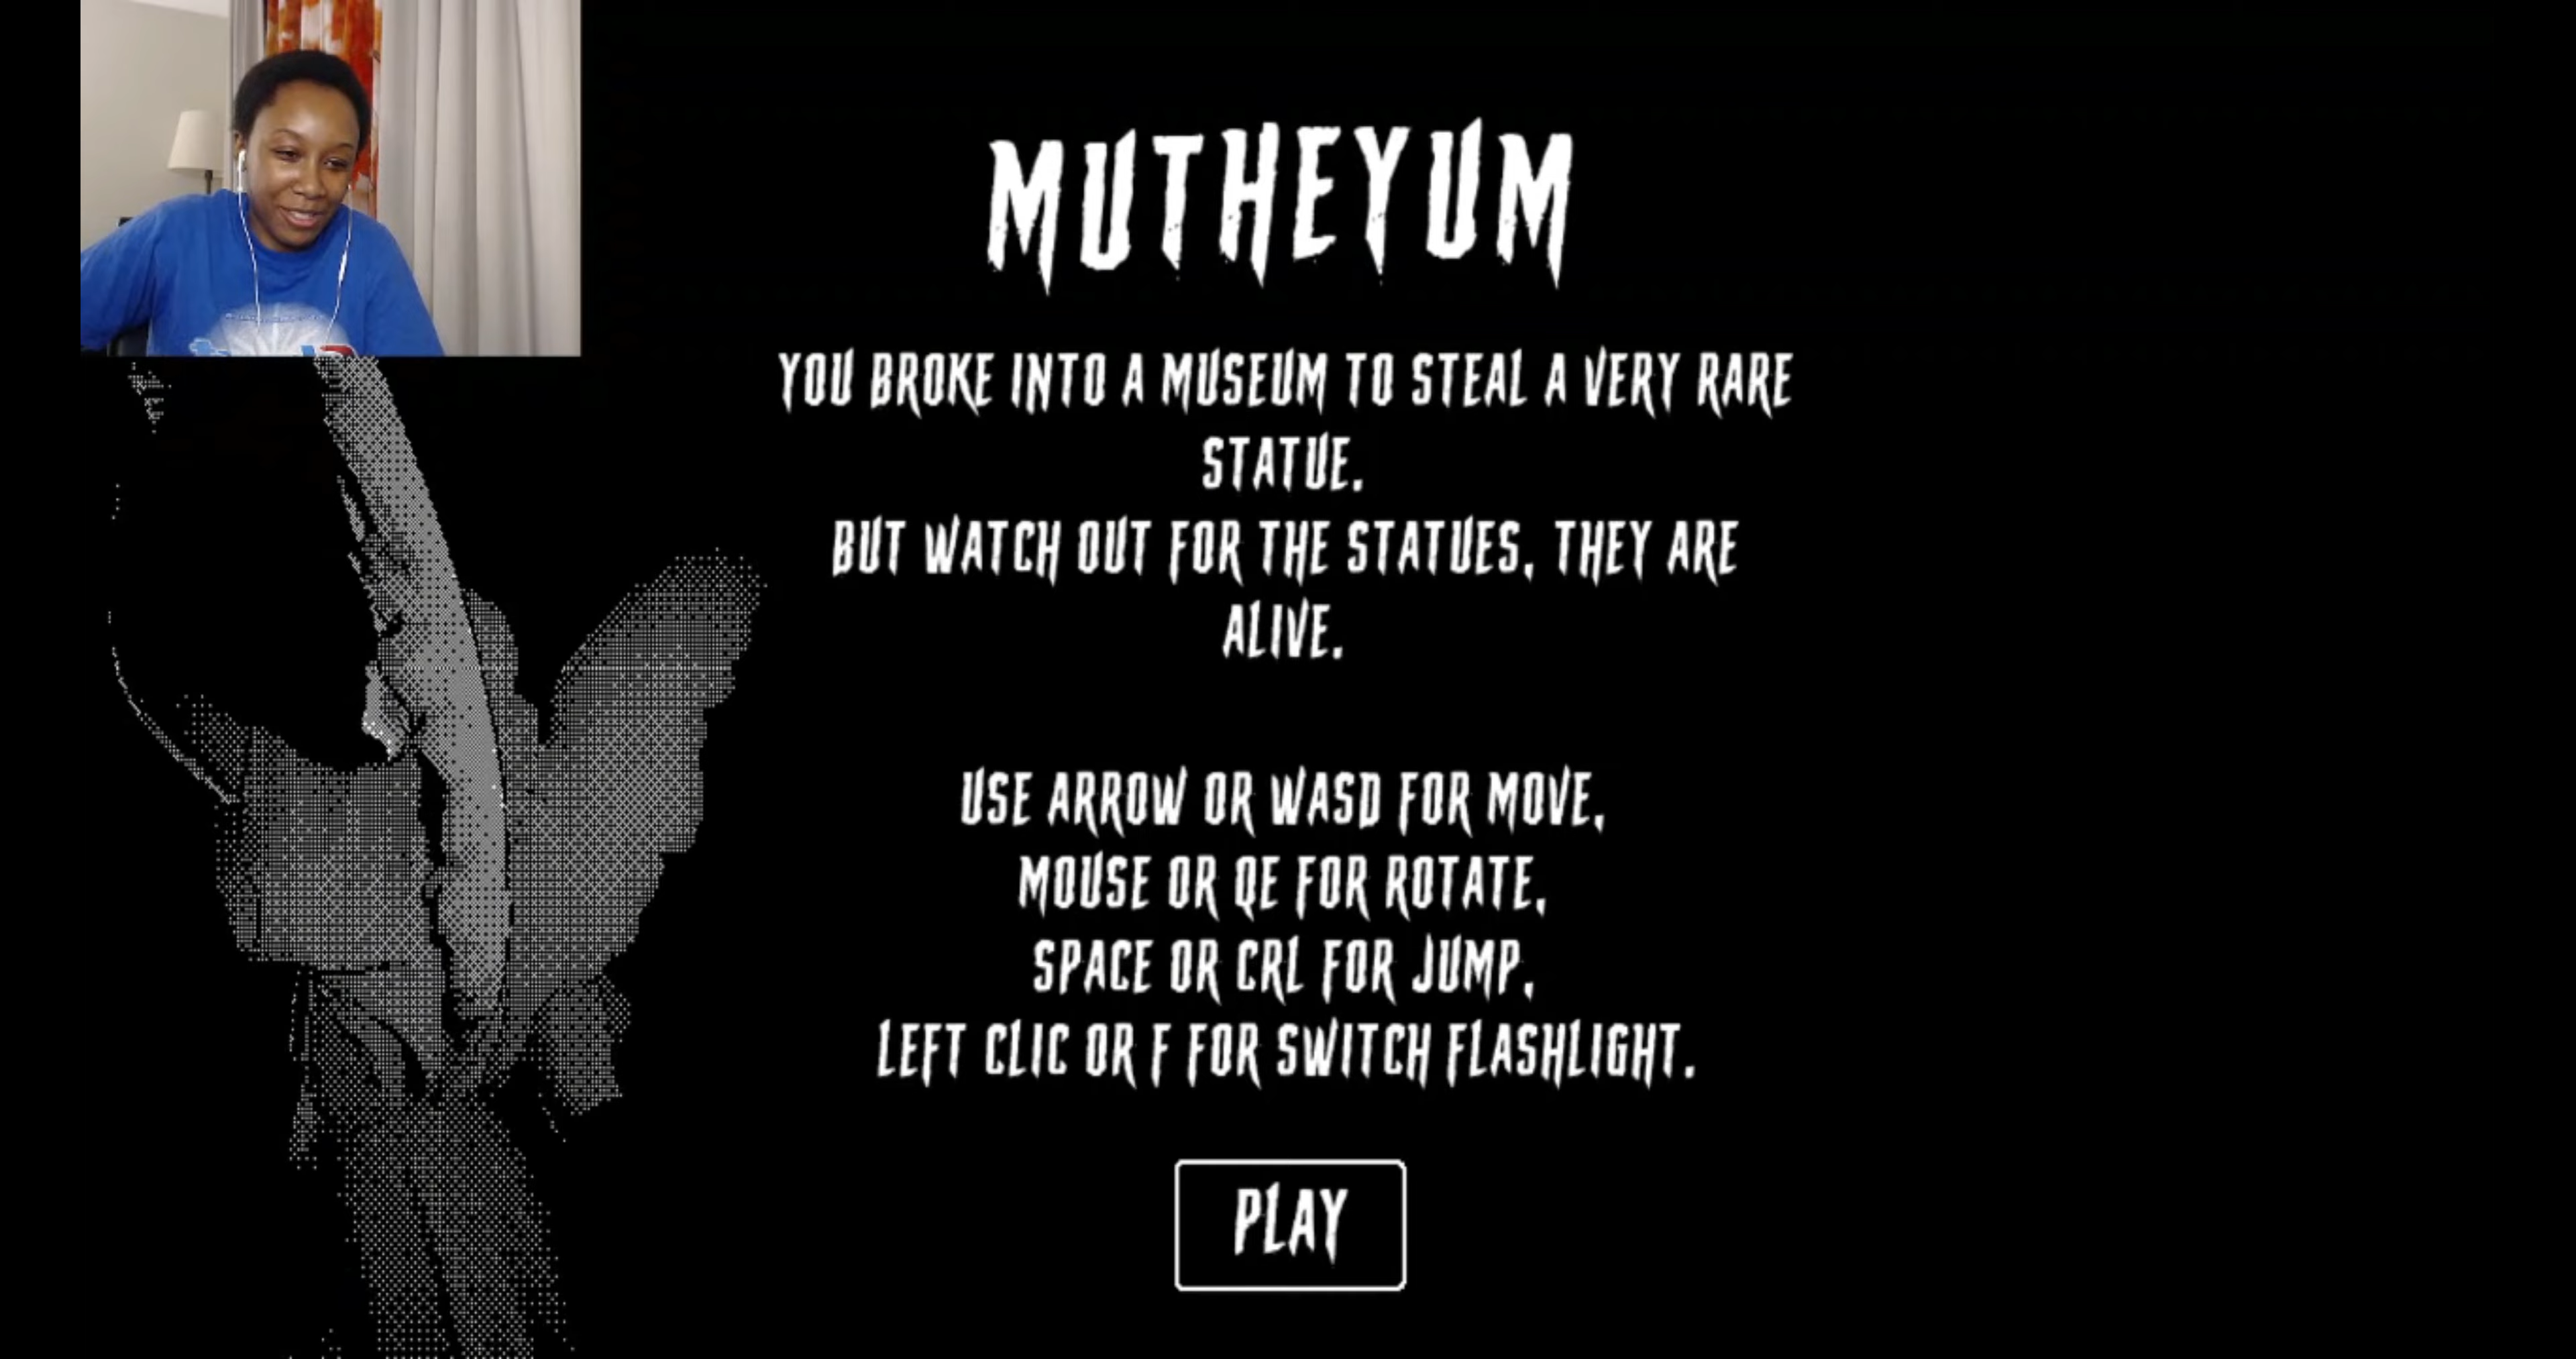 MUTHEYUM
YOU BROKE INTO A MUSEUM TO STEAL A VERY RARE
STATUE.
BUT WATCH OUT FOR THE STATUES, THEY ARE
ALIVE.
USE ARROW OR WASD FOR MOVE,
MOUSE OR QE FOR ROTATE,
SPACE OR CRL FOR JUMP,
LEFT CLIC OR F FOR SWITCH FLASHLIGHT.
PLAY